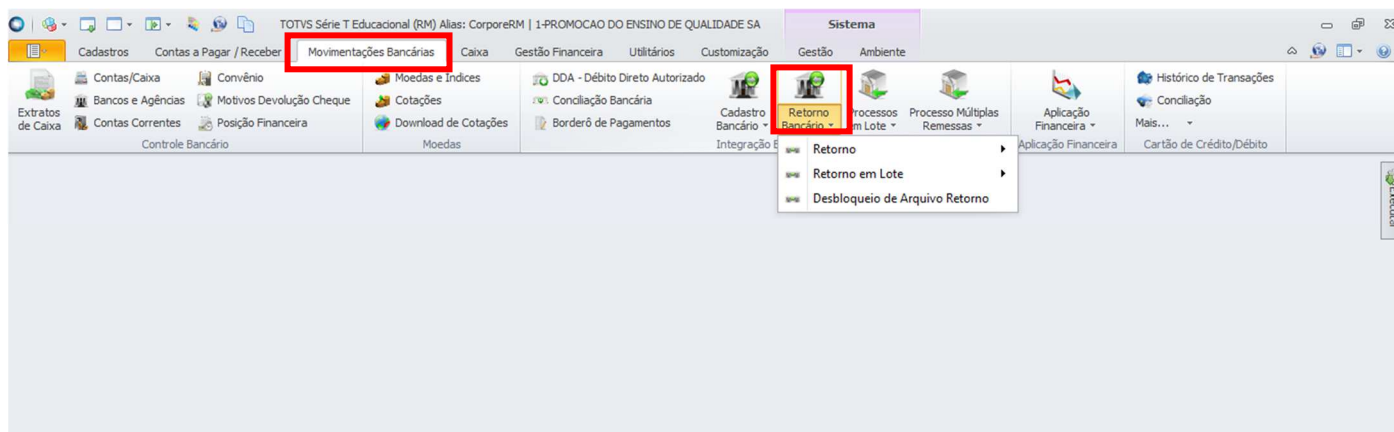 TOTVS Série T Educacional (RM) Alias: CorporeRM | 1-PROMOCAO DO ENSINO DE QUALIDADE SA
Sistema
Cadastros Contas a Pagar / Receber Movimentações Bancárias Caixa Gestão Financeira Utilitários Customização Gestão Ambiente
Extratos de Caixa
Contas/Caixa
Bancos e Agências
Contas Correntes
Convênio
Motivos Devolução Cheque
Posição Financeira
Controle Bancário
Moedas e Índices
Cotações
Download de Cotações
Moedas
DDA - Débito Direto Autorizado
Conciliação Bancária
Borderô de Pagamentos
Cadastro Bancário
Retorno Bancário
Processos em Lote
Processo Múltiplas Remessas
Integração
Aplicação Financeira
Aplicação Financeira
Histórico de Transações
Conciliação
Mais...
Cartão de Crédito/Débito
Retorno
Retorno em Lote
Desbloqueio de Arquivo Retorno